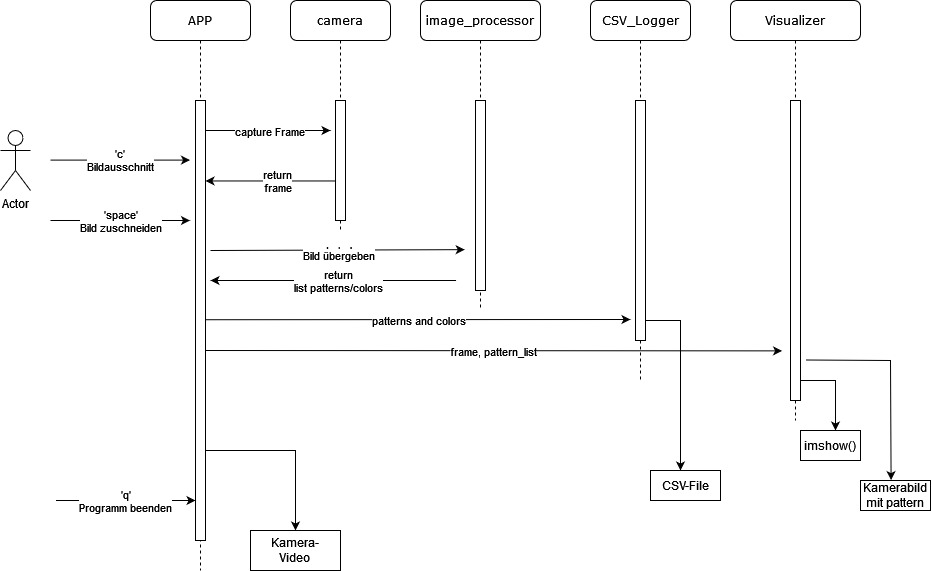 APP
camera
image_processor
CSV_Logger
Visualizer
capture Frame
'c'
Bildausschnitt
return
frame
Actor
'space'
Bild zuschneiden
Bild übergeben
return
list patterns/colors
patterns and colors
frame, pattern_list
imshow()
CSV-File
Kamerabild
mit pattern
'q'
Programm beenden
Kamera-
Video